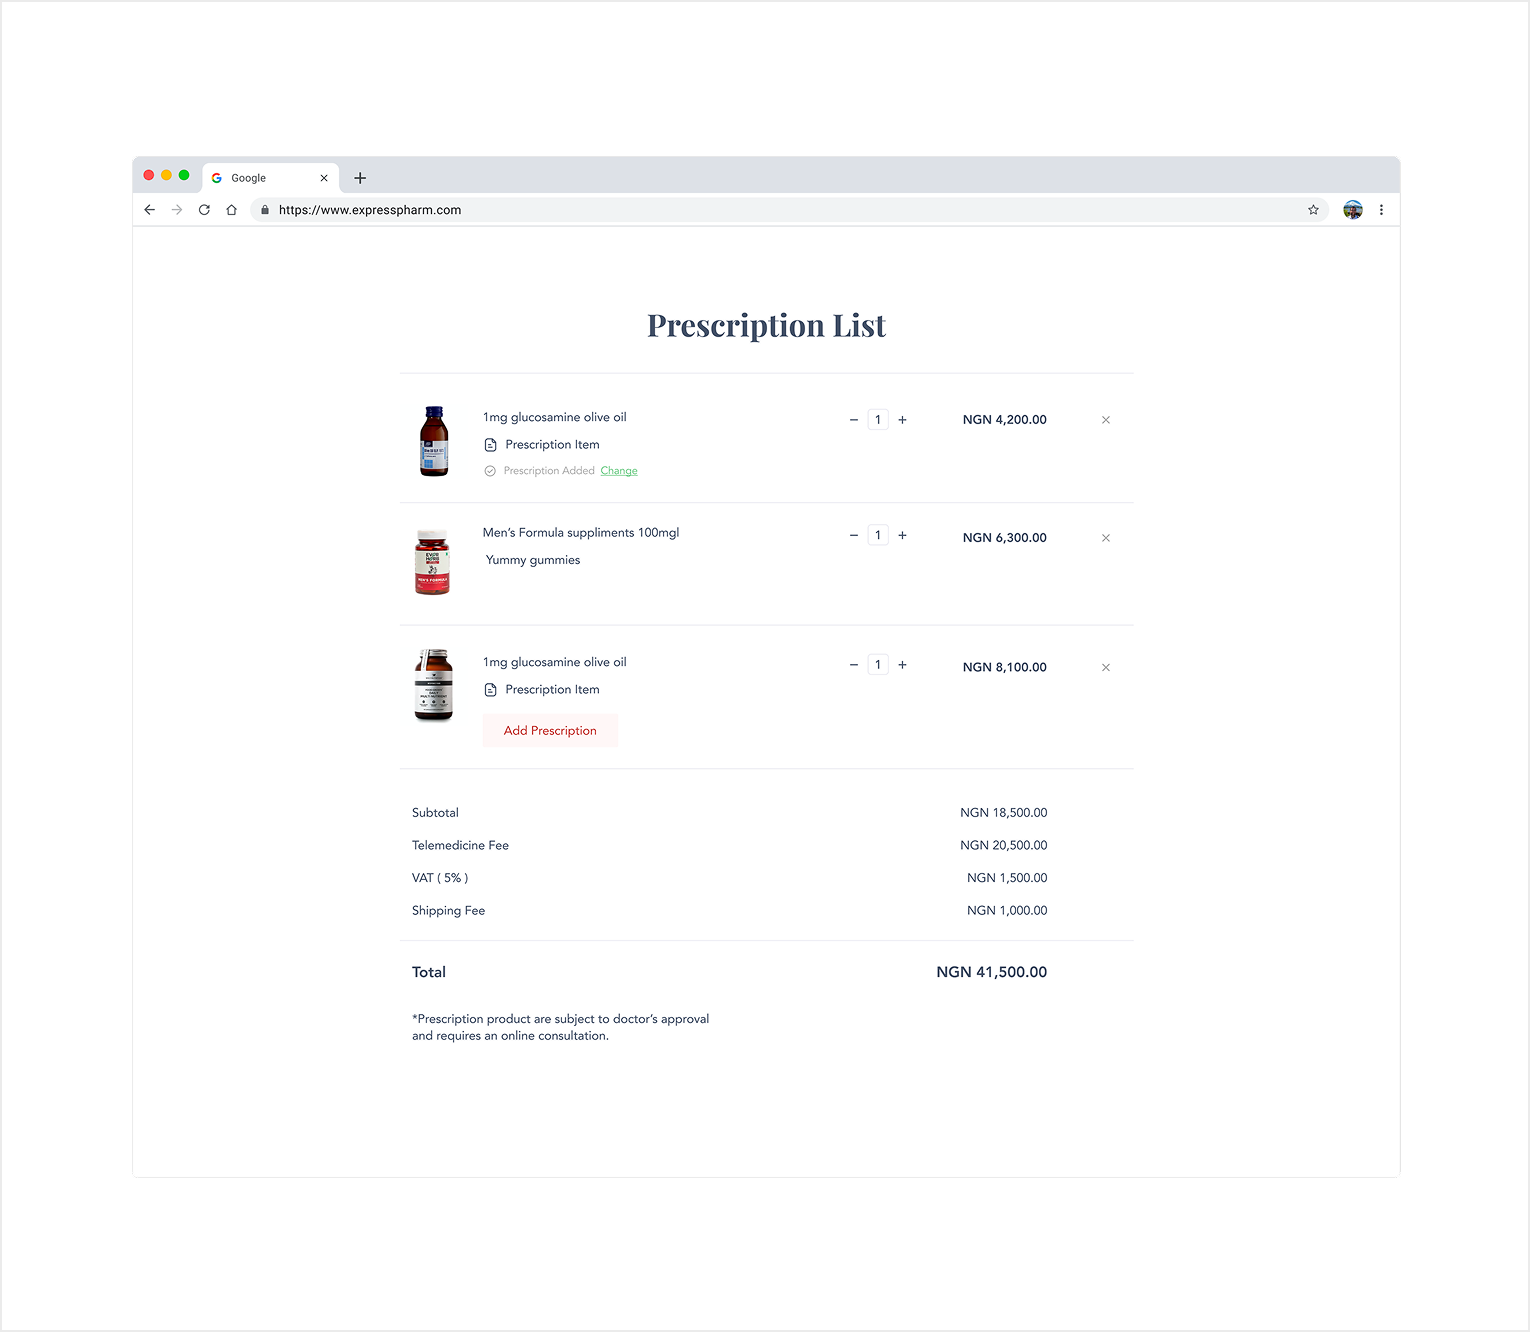 Google
https://www.expresspharm.com
Prescription List
1mg glucosamine olive oil
1
NGN 4,200.00
Prescription Item
Prescription Added Change
Men’s Formula suppliments 100mgl
1
NGN 6,300.00
Yummy gummies
MEN'S FORMULA
1mg glucosamine olive oil
1
NGN 8,100.00
Prescription Item
Add Prescription
Subtotal NGN 18,500.00
Telemedicine Fee NGN 20,500.00
VAT ( 5% ) NGN 1,500.00
Shipping Fee NGN 1,000.00
Total NGN 41,500.00
*Prescription product are subject to doctor’s approval
and requires an online consultation.